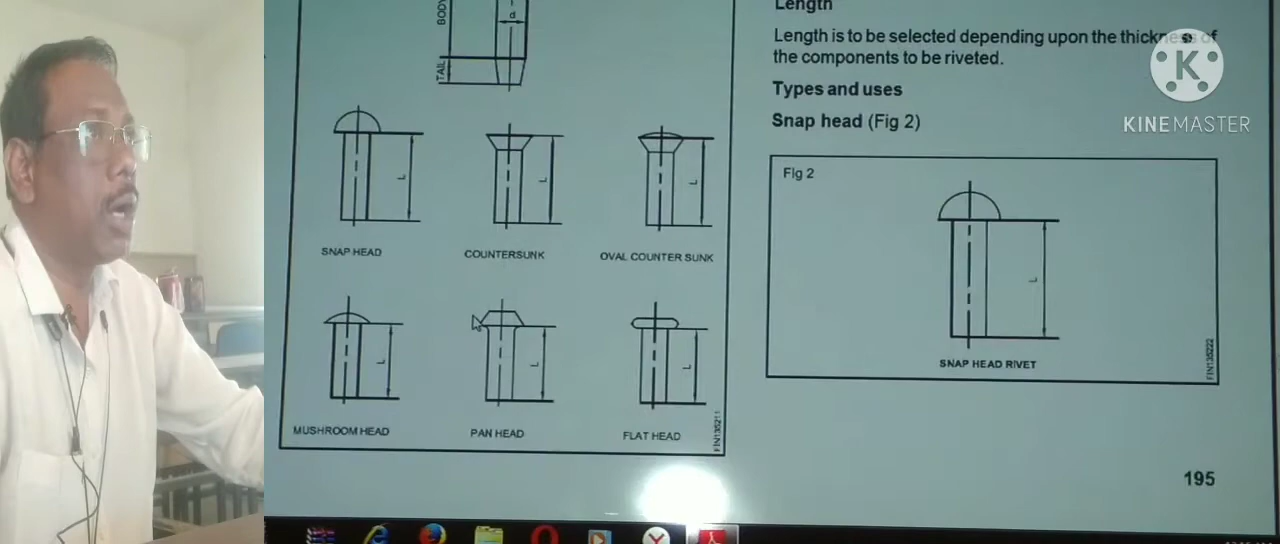 BODY
d
TAIL
L
L
L
SNAP HEAD
COUNTERSUNK
OVAL COUNTER SUNK
L
L
L
MUSHROOM HEAD
PAN HEAD
FLAT HEAD
FIN135211
Length
Length is to be selected depending upon the thickness of
the components to be riveted.
Types and uses
Snap head (Fig 2)
Fig 2
L
SNAP HEAD RIVET
FIN135222
195
K
KINEMASTER